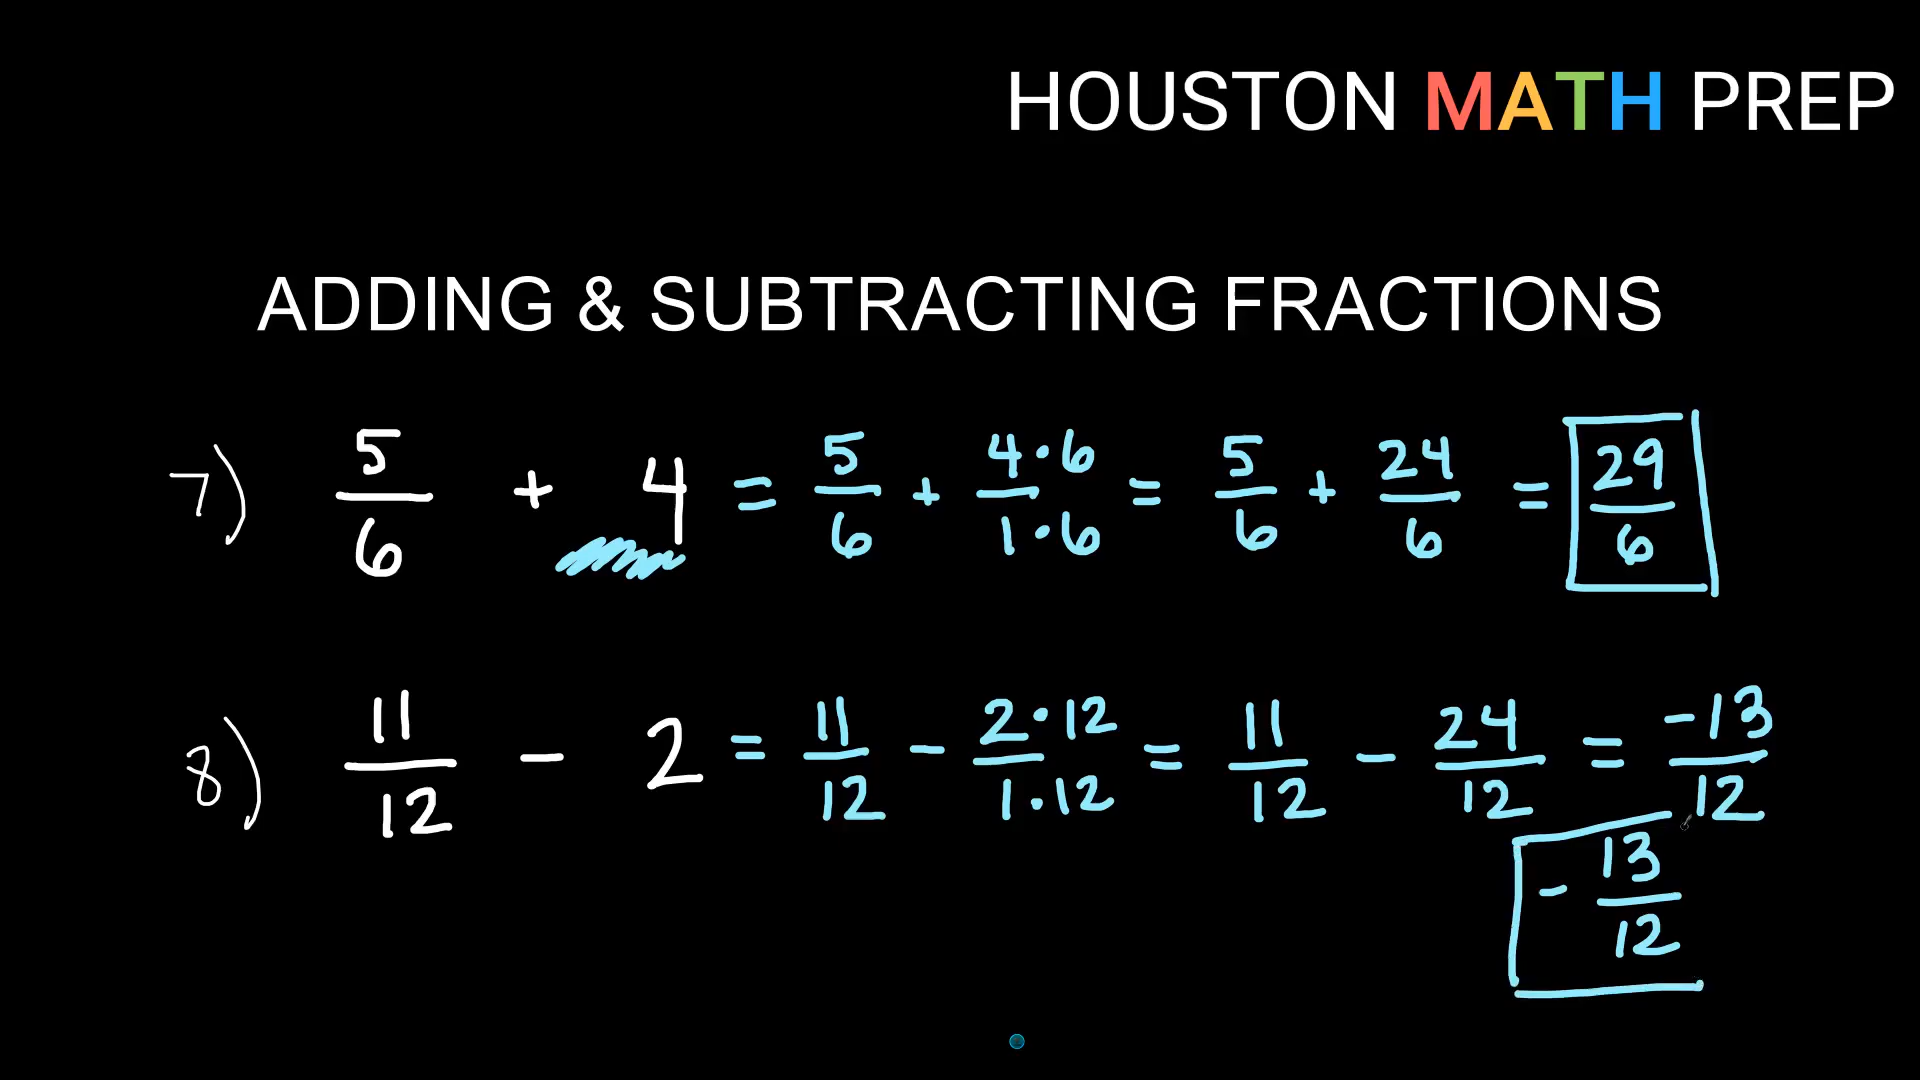 HOUSTON MATH PREP
ADDING & SUBTRACTING FRACTIONS
7) 5/6 + 4 = 5/6 + 4·6/1·6 = 5/6 + 24/6 = 29/6
8) 11/12 - 2 = 11/12 - 2·12/1·12 = 11/12 - 24/12 = -13/12
- 13/12